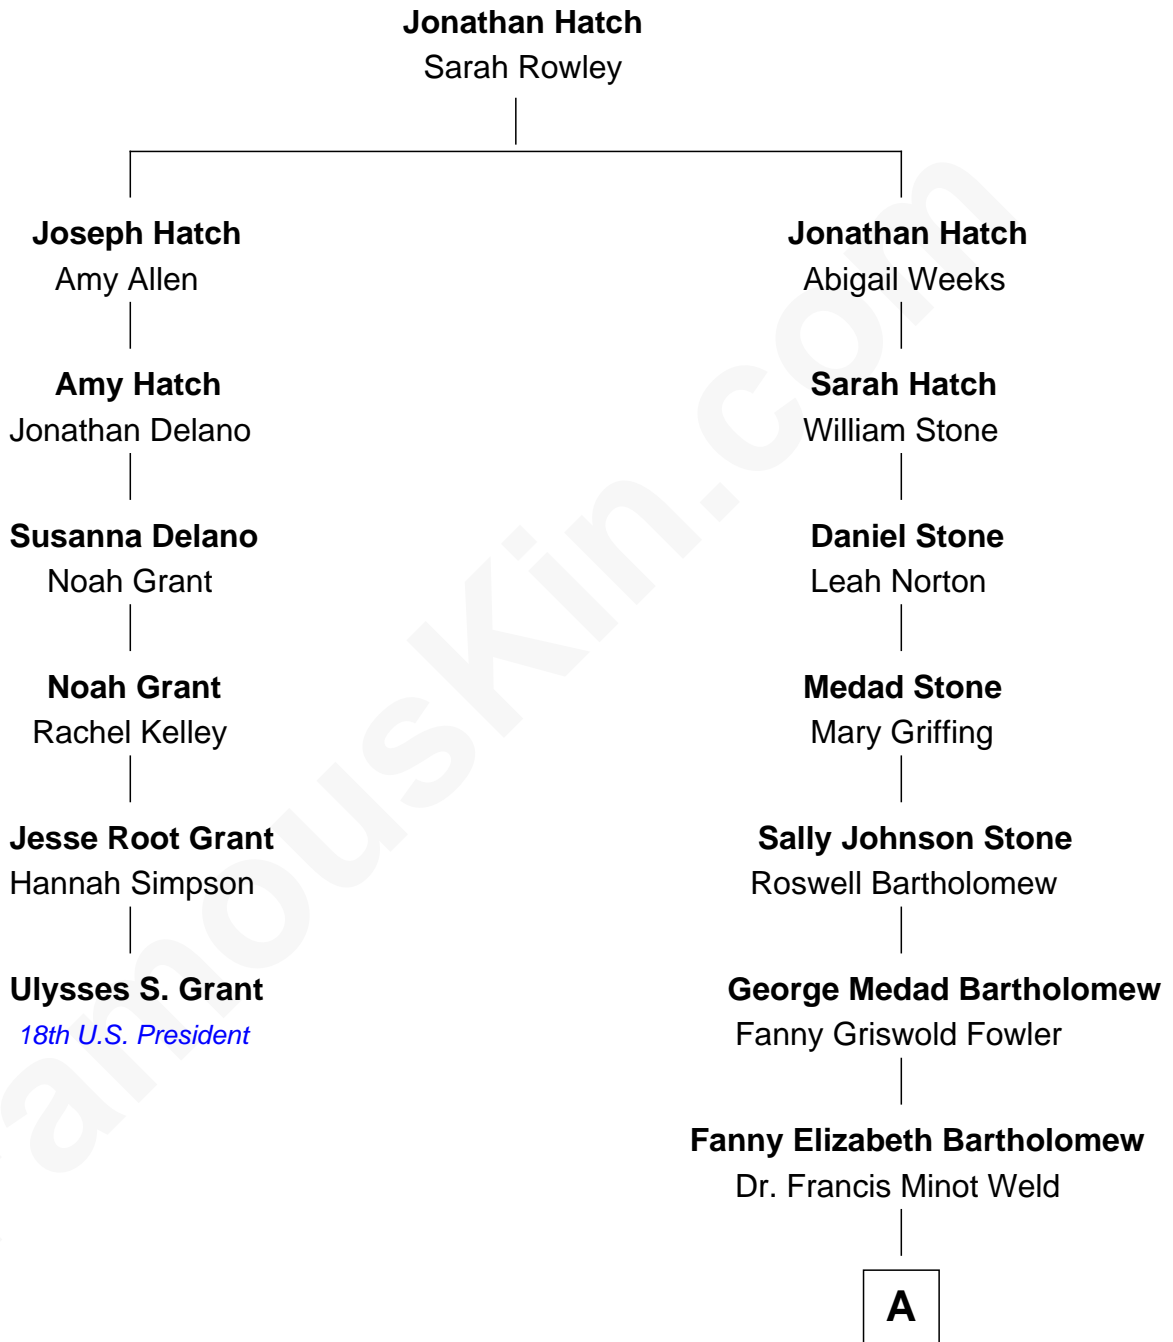 Jonathan Hatch
Sarah Rowley
Joseph Hatch
Amy Allen
Amy Hatch
Jonathan Delano
Susanna Delano
Noah Grant
Noah Grant
Rachel Kelley
Jesse Root Grant
Hannah Simpson
Ulysses S. Grant
18th U.S. President
Jonathan Hatch
Abigail Weeks
Sarah Hatch
William Stone
Daniel Stone
Leah Norton
Medad Stone
Mary Griffing
Sally Johnson Stone
Roswell Bartholomew
George Medad Bartholomew
Fanny Griswold Fowler
Fanny Elizabeth Bartholomew
Dr. Francis Minot Weld
A
amousKin.com